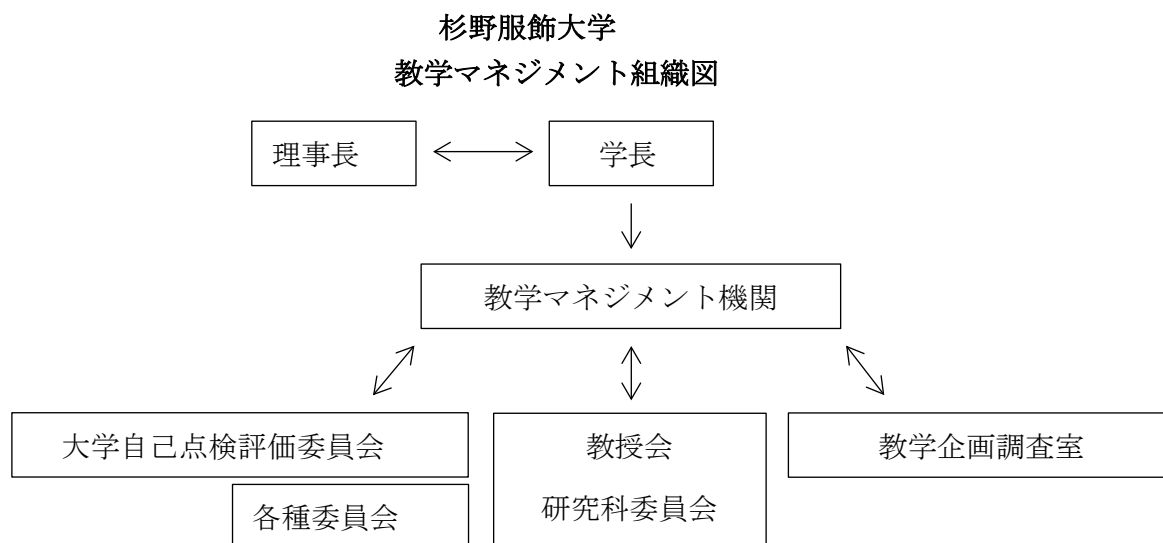 杉野服飾大学
教学マネジメント組織図
理事長
学長
教学マネジメント機関
大学自己点検評価委員会
各種委員会
教授会
研究科委員会
教学企画調査室